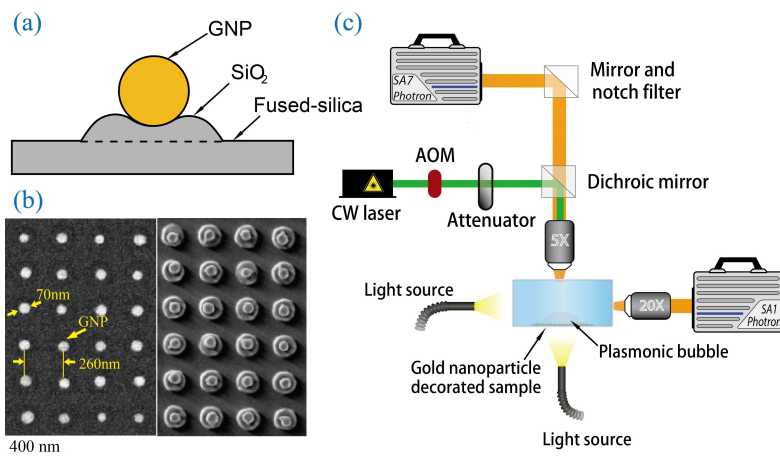 (a)
GNP
SiO₂
Fused-silica
(b)
70nm
GNP
260nm
400 nm
(c)
SA7
Photron
Mirror and
notch filter
AOM
CW laser
Attenuator
Dichroic mirror
5X
Light source
20X
SA1
Photron
Plasmonic bubble
Gold nanoparticle
decorated sample
Light source